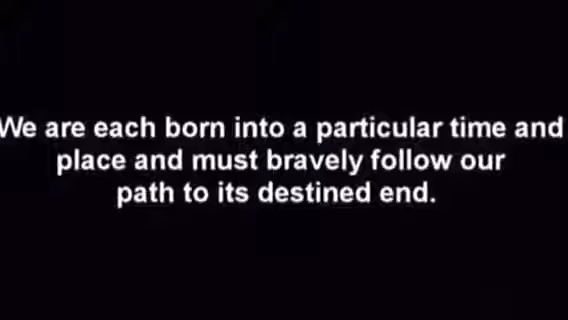 We are each born into a particular time and
place and must bravely follow our
path to its destined end.